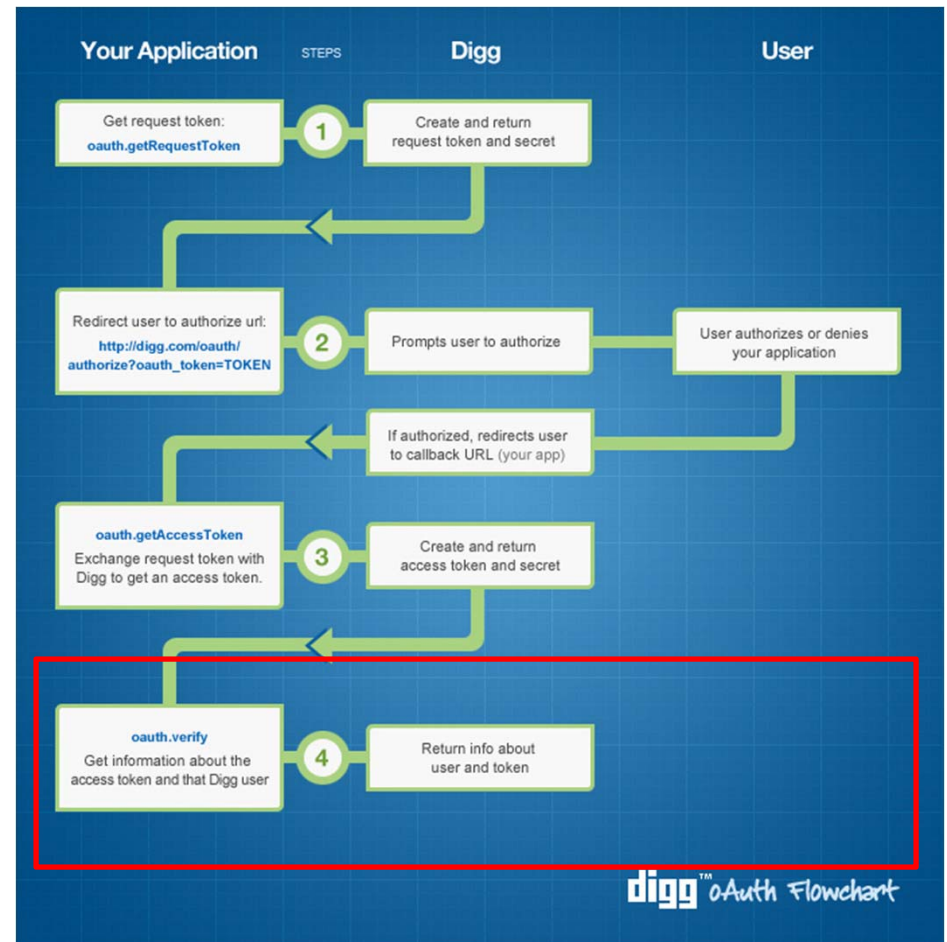 Your Application
STEPS
Digg
User
Get request token:
oauth.getRequestToken
1
Create and return
request token and secret
Redirect user to authorize url:
http://digg.com/oauth/
authorize?oauth_token=TOKEN
2
Prompts user to authorize
User authorizes or denies
your application
If authorized, redirects user
to callback URL (your app)
oauth.getAccessToken
Exchange request token with
Digg to get an access token.
3
Create and return
access token and secret
oauth.verify
Get information about the
access token and that Digg user
4
Return info about
user and token
digg™ oAuth Flowchart